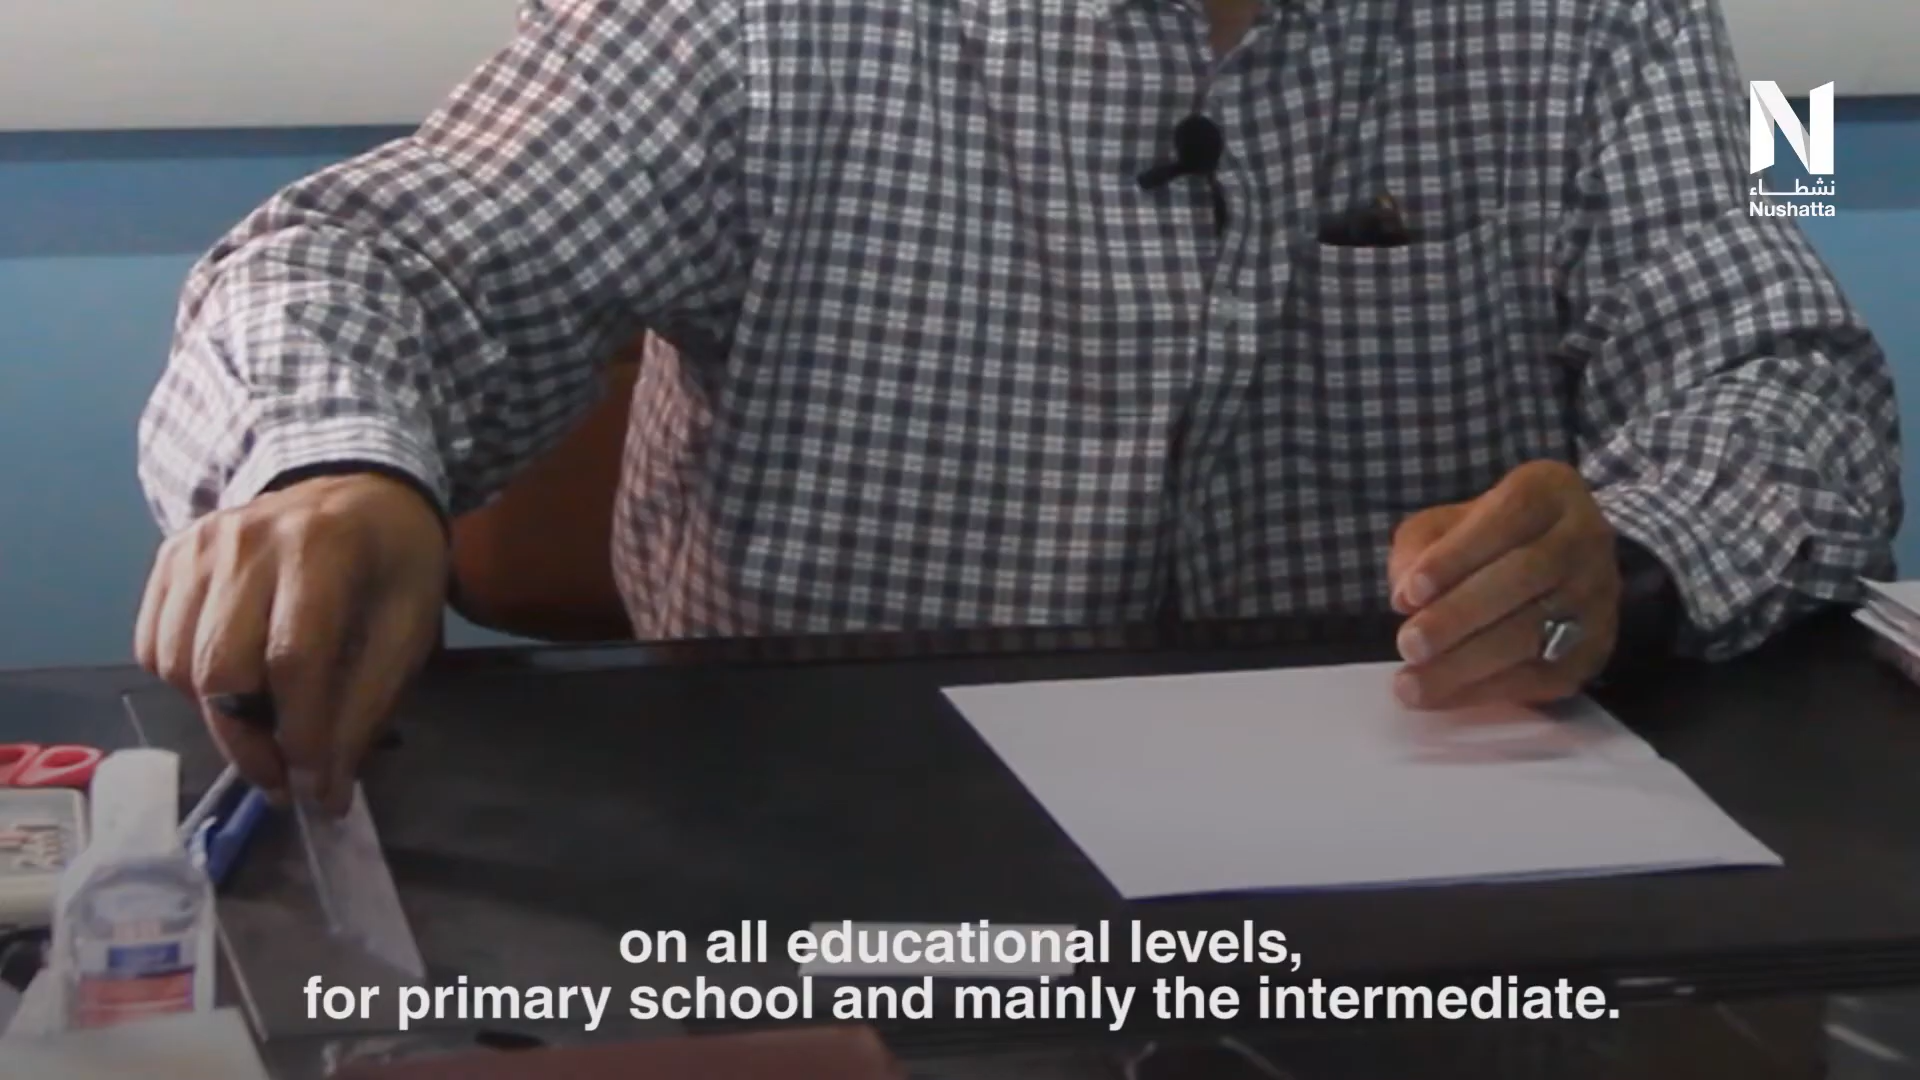 نشطاء
Nushatta
on all educational levels,
for primary school and mainly the intermediate.